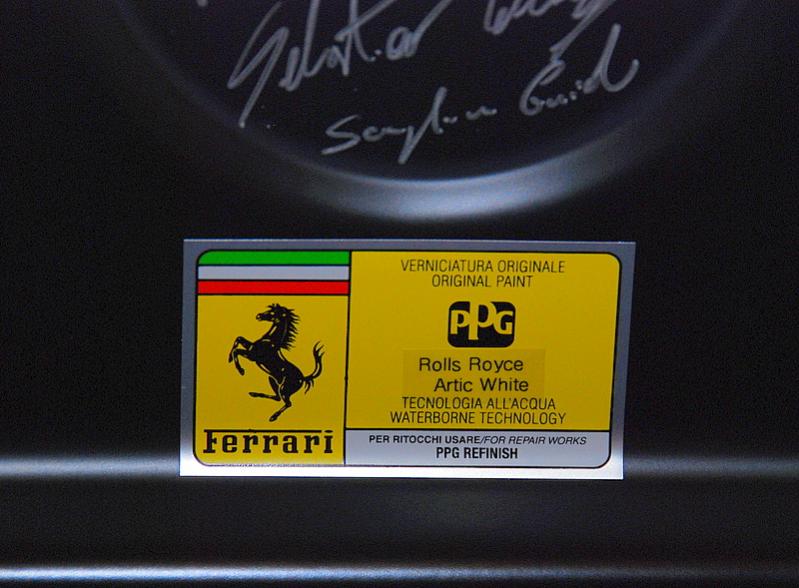 VERNICIATURA ORIGINALE
ORIGINAL PAINT
PPG
Rolls Royce
Artic White
TECNOLOGIA ALL'ACQUA
WATERBORNE TECHNOLOGY
Ferrari
PER RITOCCHI USARE/FOR REPAIR WORKS
PPG REFINISH